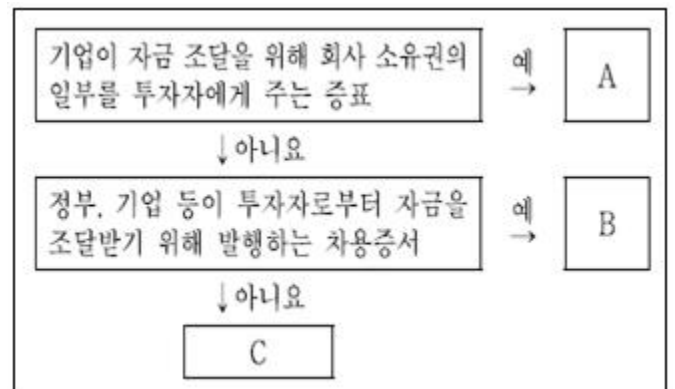 기업이 자금 조달을 위해 회사 소유권의 예 A
일부를 투자자에게 주는 증표 →
↓아니요
정부, 기업 등이 투자자로부터 자금을 예 B
조달받기 위해 발행하는 차용증서 →
↓아니요
C